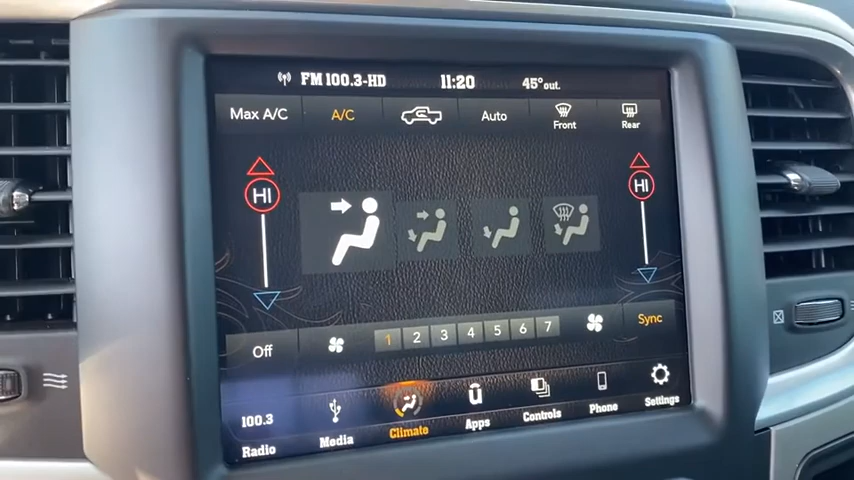 FM 100.3-HD 11:20 45°out
Max A/C A/C Auto Front Rear
HI HI
Off 1 2 3 4 5 6 7 Sync
100.3
Radio Media Climate Apps Controls Phone Settings